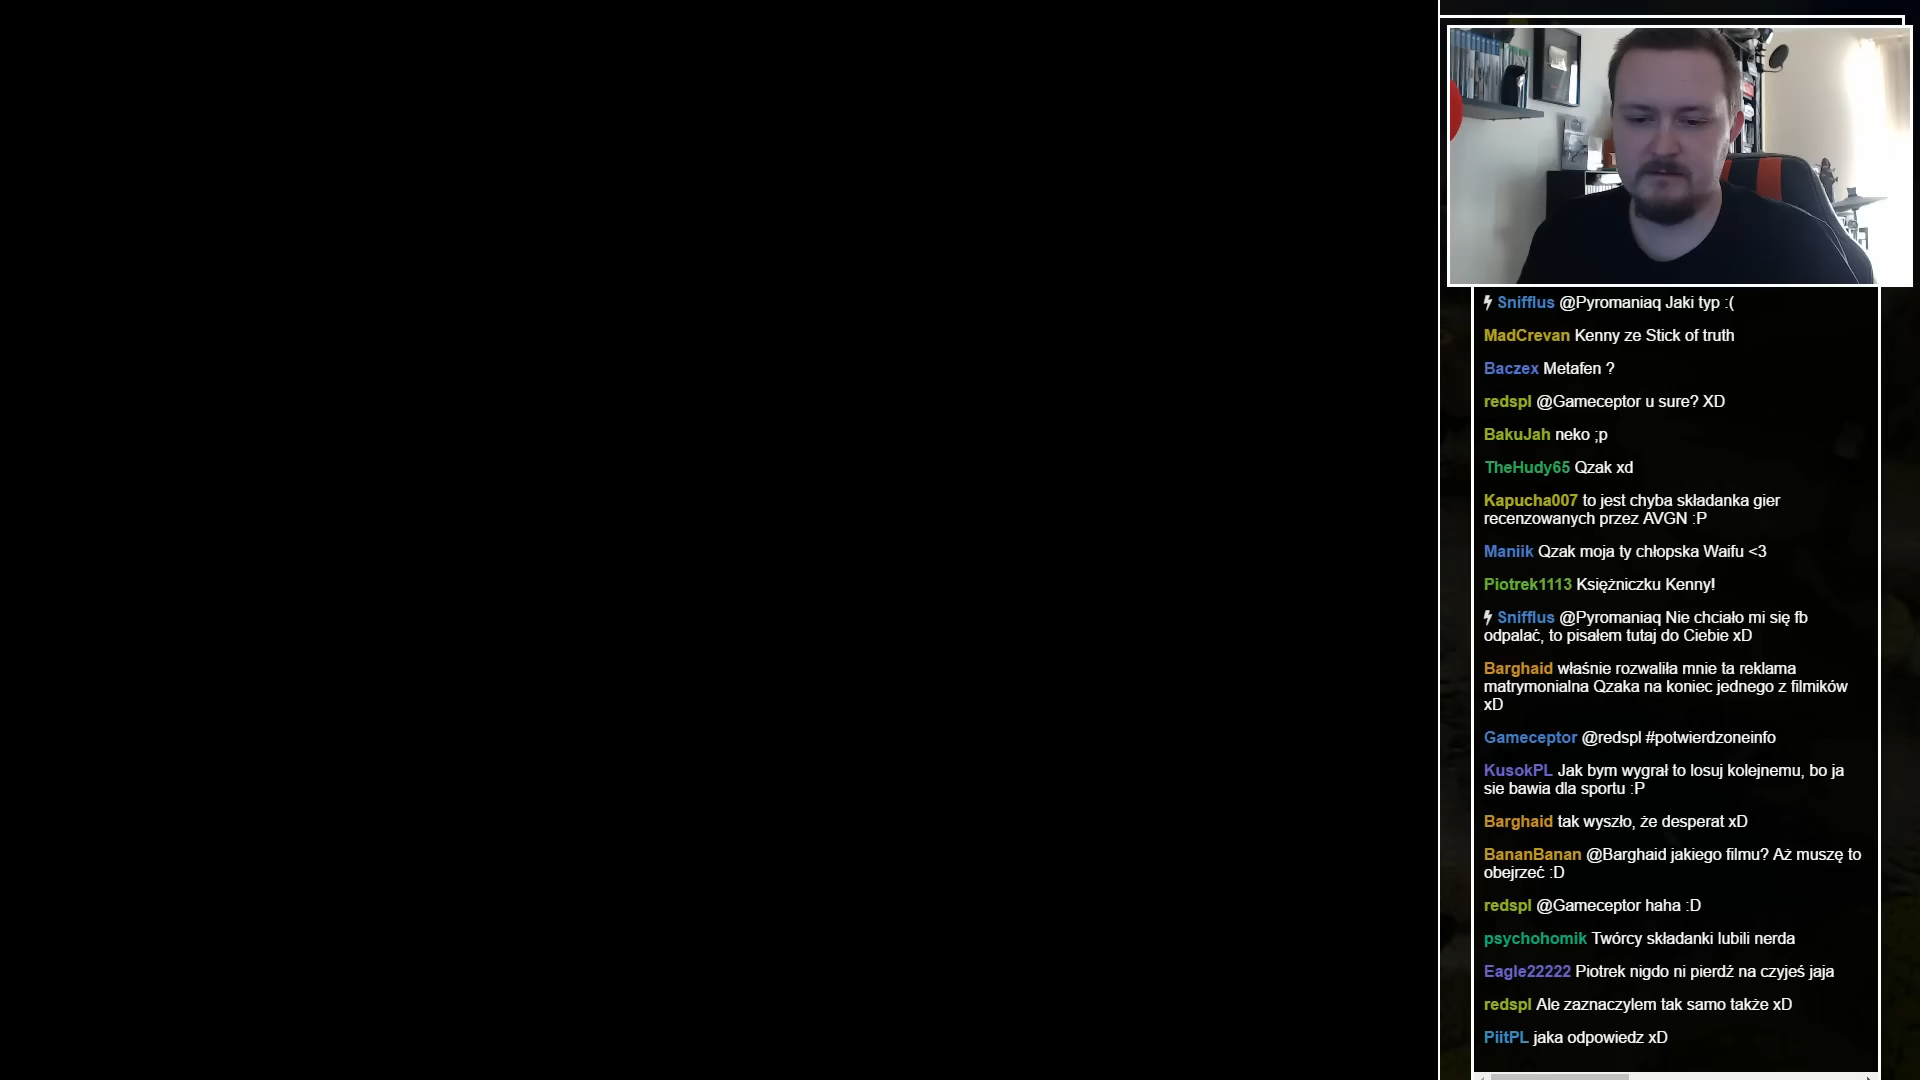 Snifflus @Pyromaniaq Jaki typ :(
MadCrevan Kenny ze Stick of truth
Baczex Metafen ?
redspl @Gameceptor u sure? XD
BakuJah neko ;p
TheHudy65 Qzak xd
Kapucha007 to jest chyba składanka gier
recenzowanych przez AVGN :P
Maniik Qzak moja ty chłopska Waifu <3
Piotrek1113 Księżniczku Kenny!
Snifflus @Pyromaniaq Nie chciało mi się fb
odpalać, to pisałem tutaj do Ciebie xD
Barghaid właśnie rozwaliła mnie ta reklama
matrymonialna Qzaka na koniec jednego z filmików
xD
Gameceptor @redspl #potwierdzoneinfo
KusokPL Jak bym wygrał to losuj kolejnemu, bo ja
sie bawia dla sportu :P
Barghaid tak wyszło, że desperat xD
BananBanan @Barghaid jakiego filmu? Aż muszę to
obejrzeć :D
redspl @Gameceptor haha :D
psychohomik Twórcy składanki lubili nerda
Eagle22222 Piotrek nigdo ni pierdź na czyjeś jaja
redspl Ale zaznaczylem tak samo także xD
PiitPL jaka odpowiedz xD